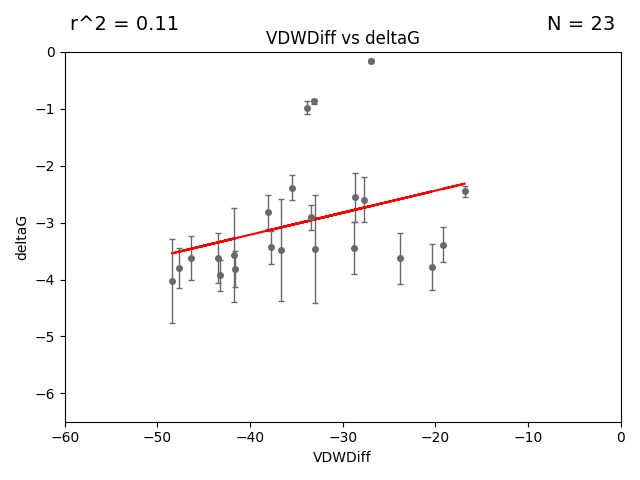 r^2 = 0.11
N = 23
VDWDiff vs deltaG
0
−1
−2
−3
−4
−5
−6
deltaG
−60 −50 −40 −30 −20 −10 0
VDWDiff